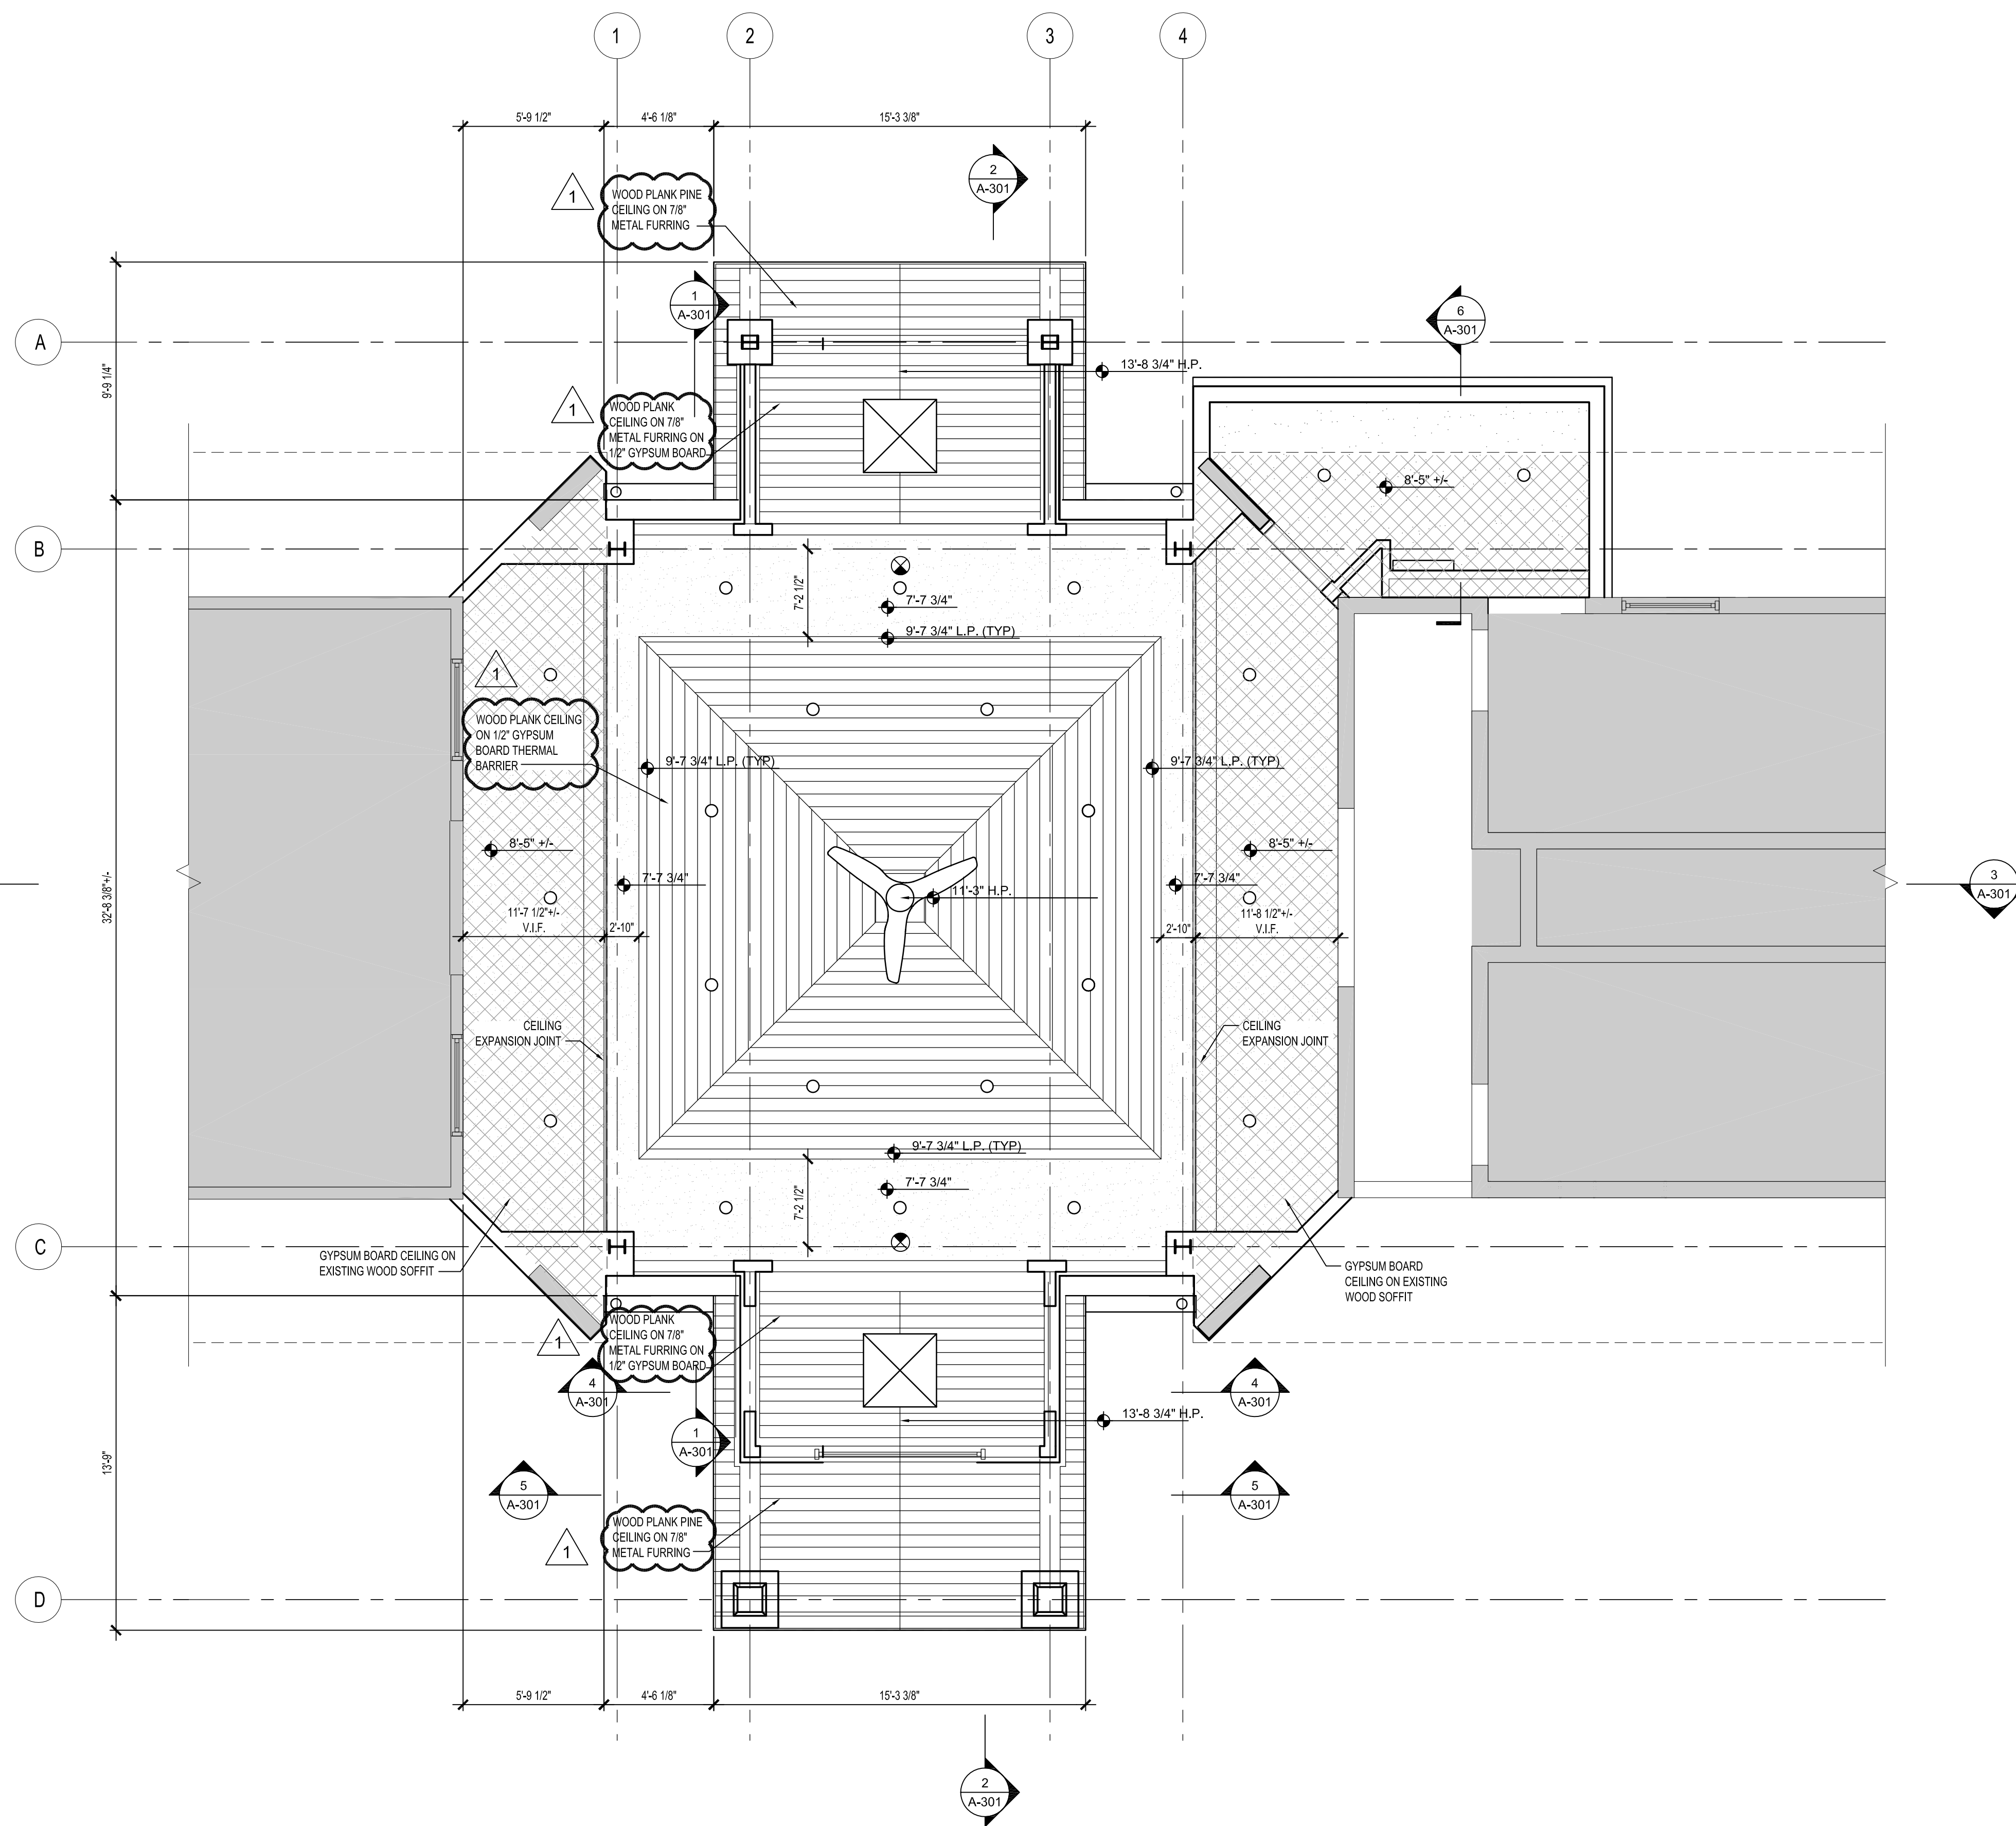 1
2
3
4
5'-9 1/2"
4'-6 1/8"
15'-3 3/8"
2
A-301
1
WOOD PLANK PINE
CEILING ON 7/8"
METAL FURRING
1
A-301
6
A-301
A
9'-9 1/4"
13'-8 3/4" H.P.
1
WOOD PLANK
CEILING ON 7/8"
METAL FURRING ON
1/2" GYPSUM BOARD
8'-5" +/-
B
7'-2 1/2"
7'-7 3/4"
9'-7 3/4" L.P. (TYP)
1
WOOD PLANK CEILING
ON 1/2" GYPSUM
BOARD THERMAL
BARRIER
9'-7 3/4" L.P. (TYP)
9'-7 3/4" L.P. (TYP)
8'-5" +/-
8'-5" +/-
32'-8 3/8"+/-
7'-7 3/4"
11'-3" H.P.
7'-7 3/4"
3
A-301
11'-7 1/2"+/-
V.I.F.
2'-10"
2'-10"
11'-8 1/2"+/-
V.I.F.
CEILING
EXPANSION JOINT
CEILING
EXPANSION JOINT
9'-7 3/4" L.P. (TYP)
7'-7 3/4"
7'-2 1/2"
C
GYPSUM BOARD CEILING ON
EXISTING WOOD SOFFIT
GYPSUM BOARD
CEILING ON EXISTING
WOOD SOFFIT
1
WOOD PLANK
CEILING ON 7/8"
METAL FURRING ON
1/2" GYPSUM BOARD
4
A-301
4
A-301
13'-8 3/4" H.P.
1
A-301
13'-9"
5
A-301
5
A-301
1
WOOD PLANK PINE
CEILING ON 7/8"
METAL FURRING
D
5'-9 1/2"
4'-6 1/8"
15'-3 3/8"
2
A-301